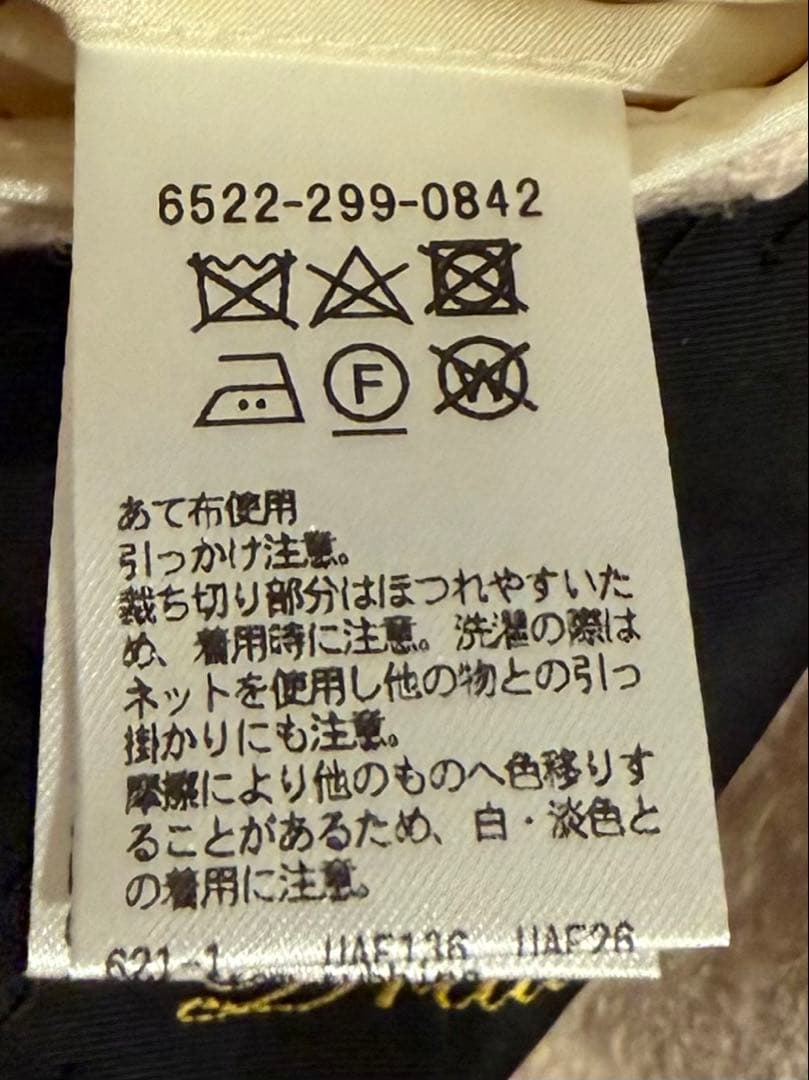 6522-299-0842
F W
あて布使用
引っかけ注意。
裁ち切り部分はほつれやすいた
め、着用時に注意。洗濯の際は
ネットを使用し他の物との引っ
掛かりにも注意。
摩擦により他のものへ色移りす
ることがあるため、白・淡色と
の着用に注意。
621-1 UAF136 UAF26